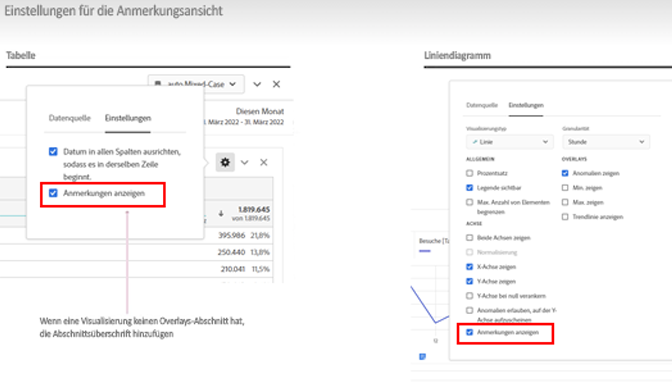 Einstellungen für die Anmerkungsansicht
Tabelle
auto Mixed-Case
Diesen Monat
. März 2022 - 31. März 2022
Datenquelle Einstellungen
Datum in allen Spalten ausrichten,
sodass es in derselben Zeile
beginnt.
Anmerkungen anzeigen
1.819.645
von 1.819.645
395.986 21,8%
250.440 13,8%
210.041 11,5%
Wenn eine Visualisierung keinen Overlays-Abschnitt hat,
die Abschnittsüberschrift hinzufügen
Liniendiagramm
Datenquelle Einstellungen
Visualisierungstyp Granularität
Linie Stunde
ALLGEMEIN OVERLAYS
Prozentsatz Anomalien zeigen
Legende sichtbar Min. zeigen
Max. Anzahl von Elementen Max. zeigen
begrenzen Trendlinie anzeigen
ACHSE
Beide Achsen zeigen
Normalisierung
X-Achse zeigen
Y-Achse zeigen
Y-Achse bei null verankern
Anomalien erlauben, auf der Y-
Achse aufzuscheinen
Anmerkungen anzeigen
Besuche [Ta